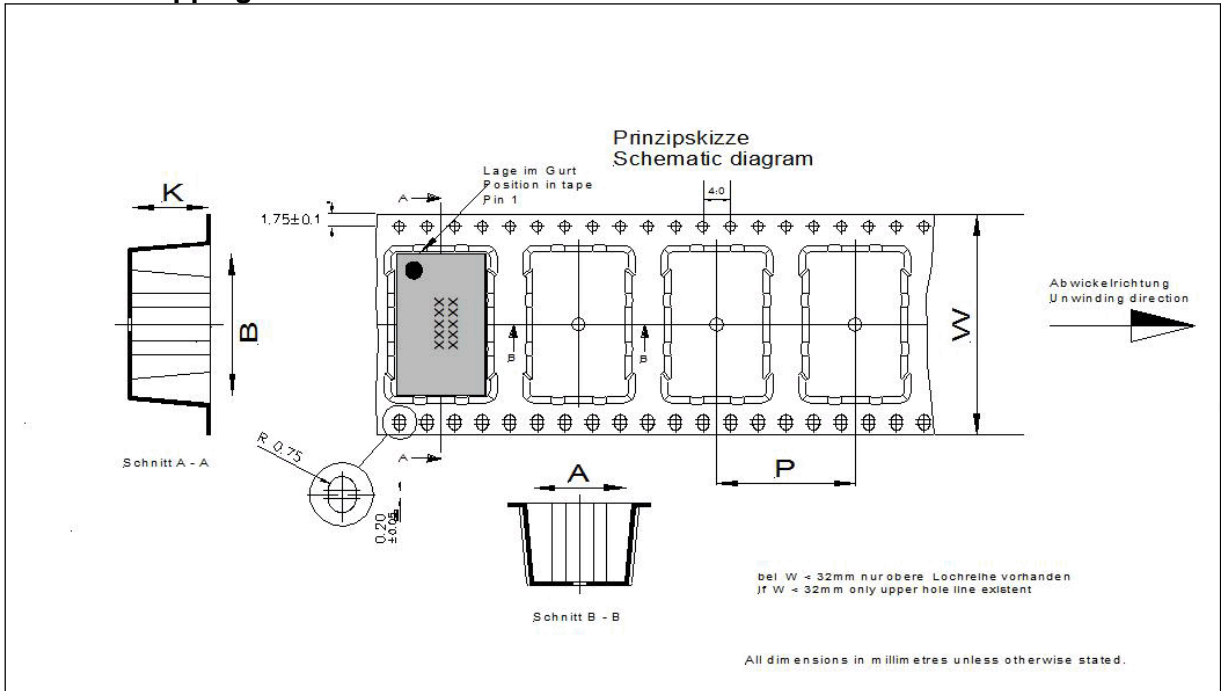 Prinzipskizze
Schematic diagram
Lage im Gurt
Position in tape
Pin 1
4.0
K
A
1.75±0.1
XXXXX
XXXXX
B
B
B
W
Abwickelrichtung
Unwinding direction
Schnitt A - A
R 0.75
A
A
P
0.20
±0.05
Schnitt B - B
bei W < 32mm nur obere Lochreihe vorhanden
If W < 32mm only upper hole line existent
All dimensions in millimetres unless otherwise stated.